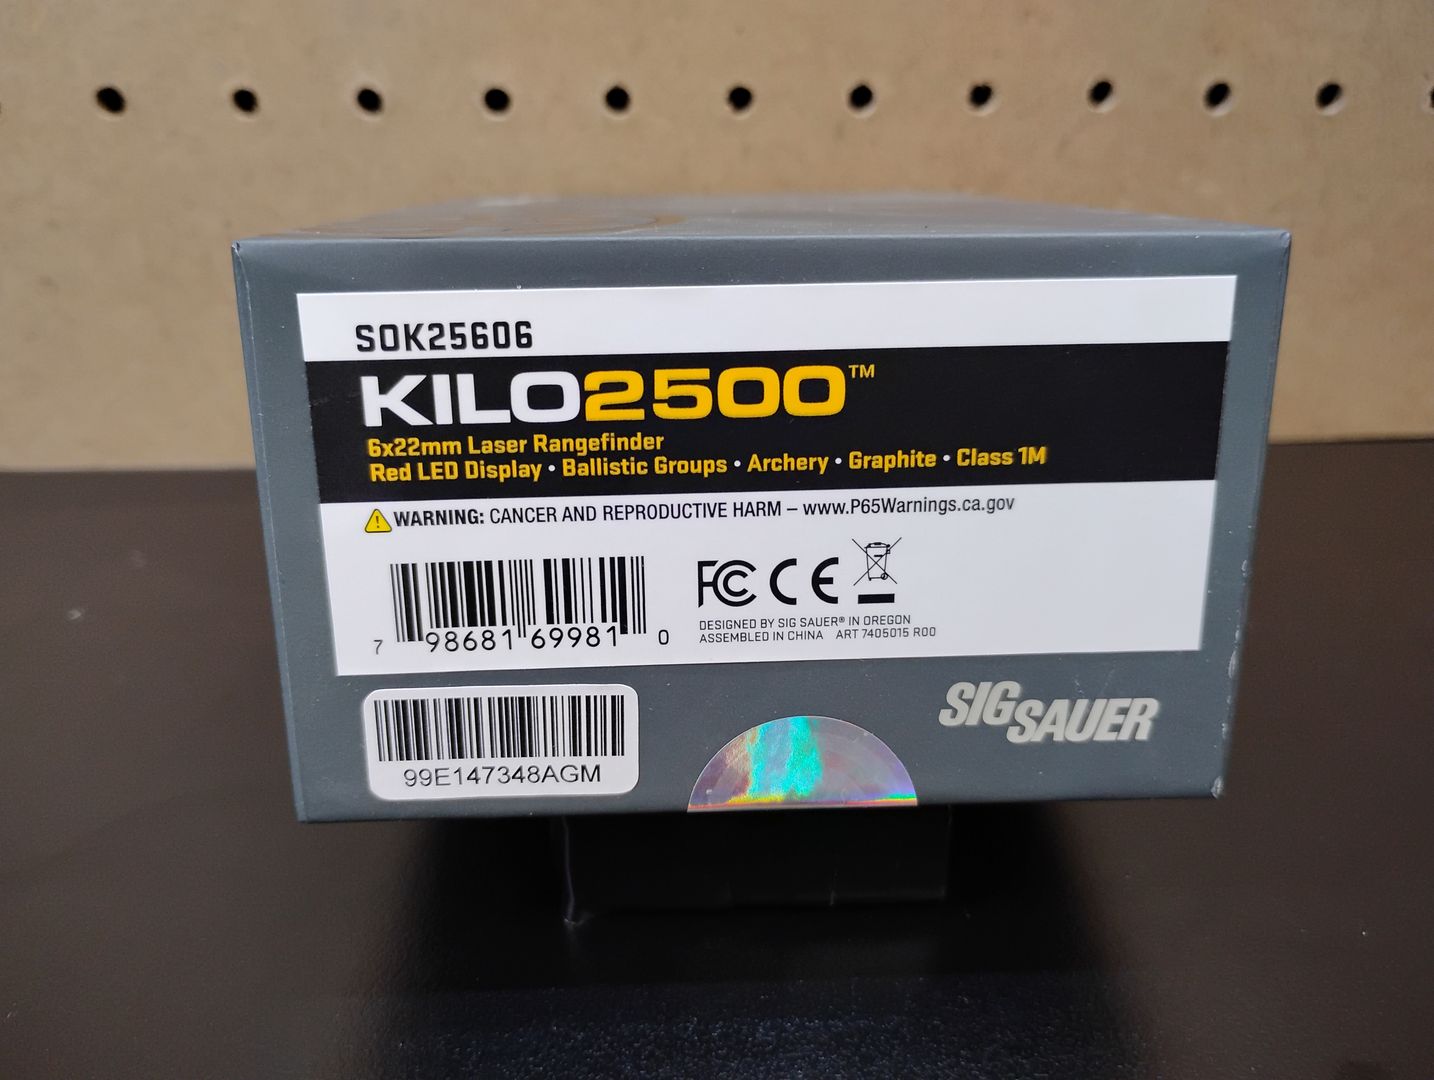 SOK25606
KILO2500™
6x22mm Laser Rangefinder
Red LED Display • Ballistic Groups • Archery • Graphite • Class 1M
WARNING: CANCER AND REPRODUCTIVE HARM – www.P65Warnings.ca.gov
FCC CE
7 98681 69981 0
DESIGNED BY SIG SAUER® IN OREGON
ASSEMBLED IN CHINA ART 7405015 R00
99E147348AGM
SIG SAUER